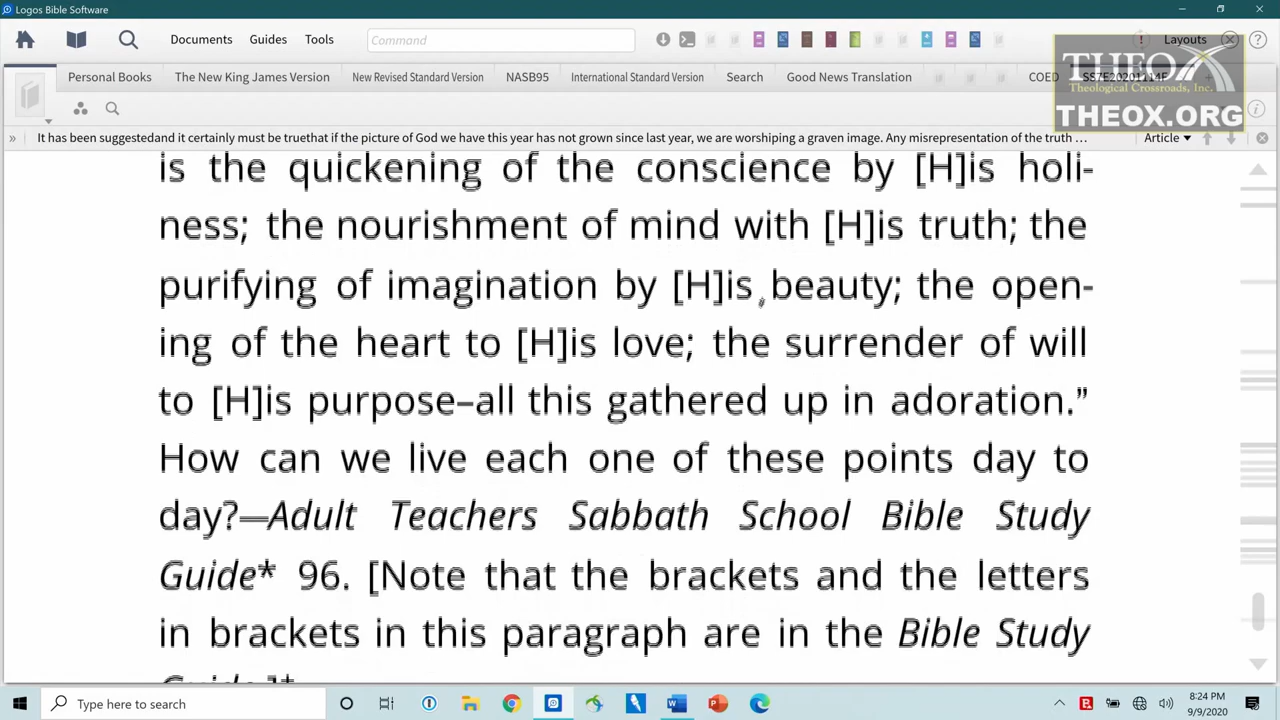 Logos Bible Software
Documents Guides Tools Command Layouts
THEOX
Theological Crossroads, Inc.
THEOX.ORG
Personal Books The New King James Version New Revised Standard Version NASB95 International Standard Version Search Good News Translation COED SS7E20201114F
» It has been suggestedand it certainly must be truethat if the picture of God we have this year has not grown since last year, we are worshiping a graven image. Any misrepresentation of the truth ... Article
is the quickening of the conscience by [H]is holi-
ness; the nourishment of mind with [H]is truth; the
purifying of imagination by [H]is beauty; the open-
ing of the heart to [H]is love; the surrender of will
to [H]is purpose–all this gathered up in adoration.”
How can we live each one of these points day to
day?—Adult Teachers Sabbath School Bible Study
Guide* 96. [Note that the brackets and the letters
in brackets in this paragraph are in the Bible Study
Type here to search
8:24 PM
9/9/2020